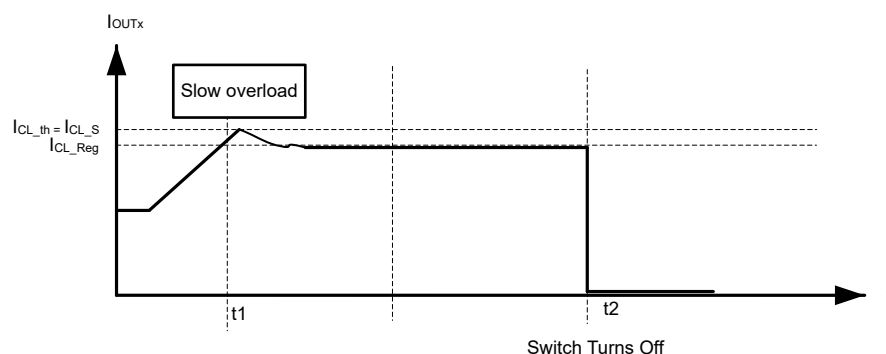 IOUTx
Slow overload
ICL_th = ICL_S
ICL_Reg
t1
t2
Switch Turns Off